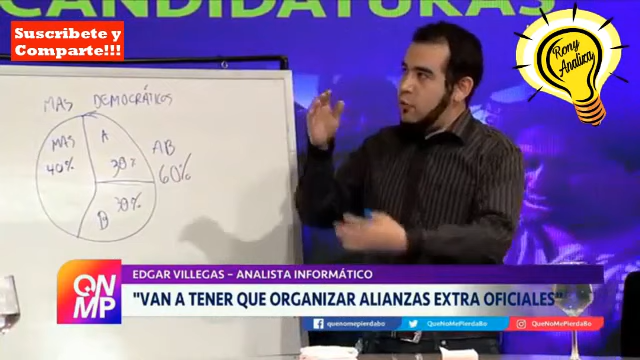 CANDIDATURAS
Suscribete y
Comparte!!!
Rony
Analiza
MAS DEMOCRÁTICOS
MAS
40%
A
30%
AB
60%
B
30%
EDGAR VILLEGAS – ANALISTA INFORMÁTICO
QN
MP
"VAN A TENER QUE ORGANIZAR ALIANZAS EXTRA OFICIALES"
quenomepierdabo
QueNoMePierdaBo
QueNoMePierdaBo